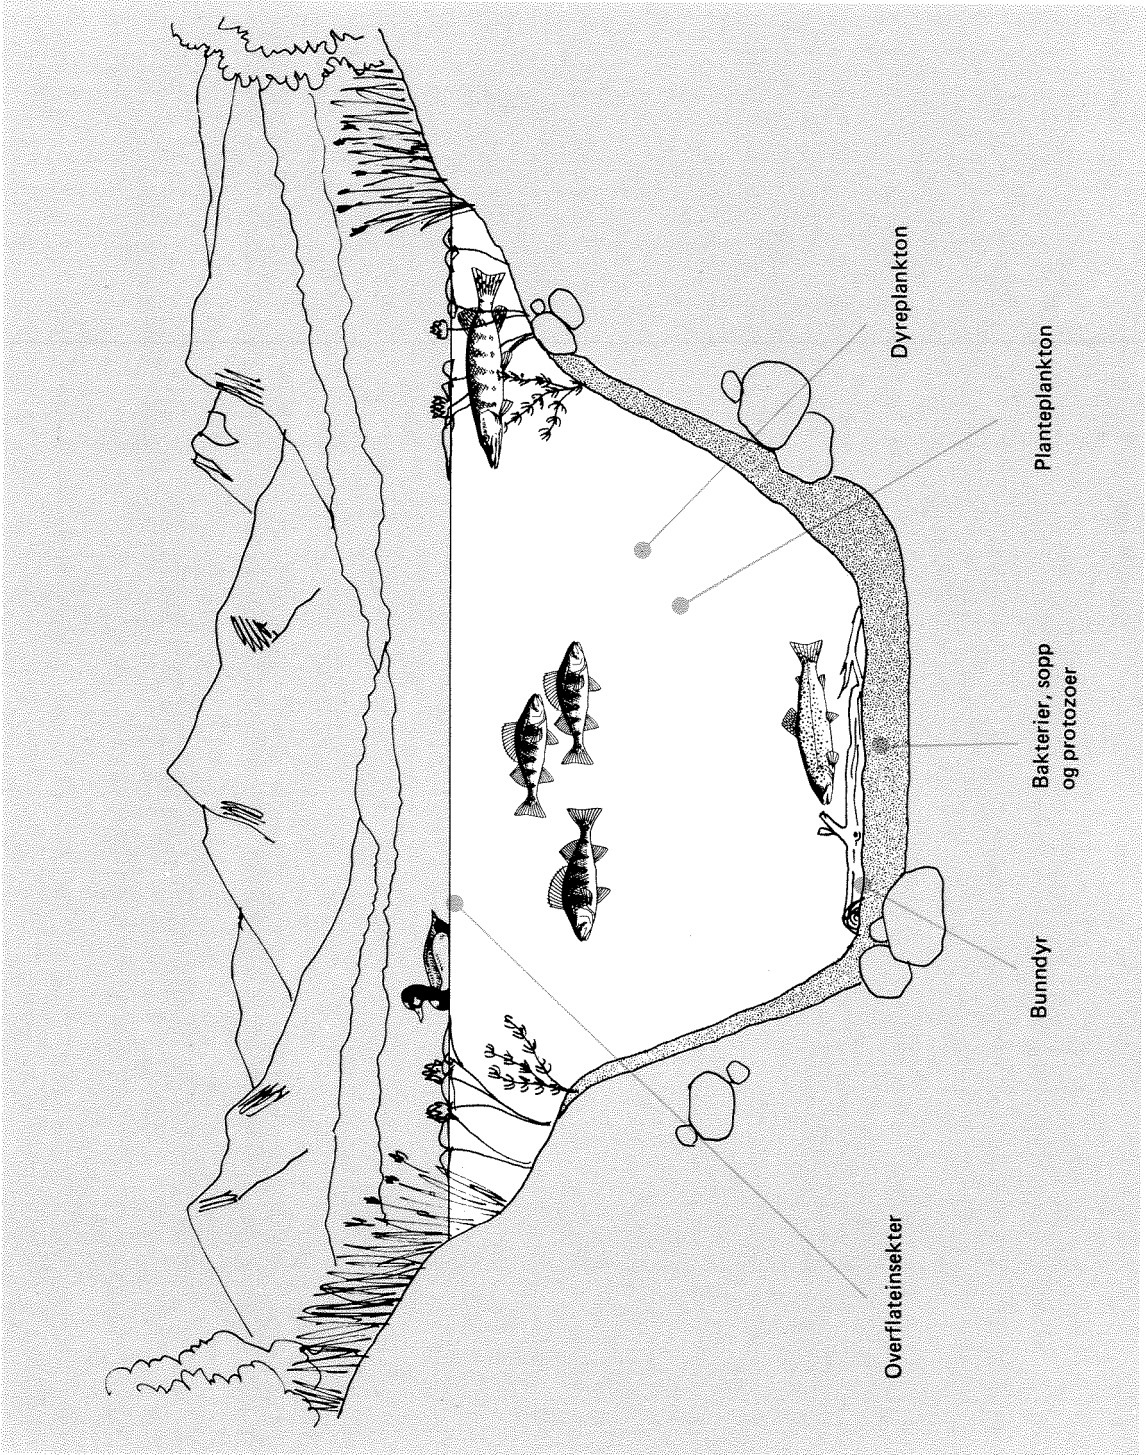 Overflateinsekter
Bunndyr
Bakterier, sopp
og protozoer
Planteplankton
Dyreplankton